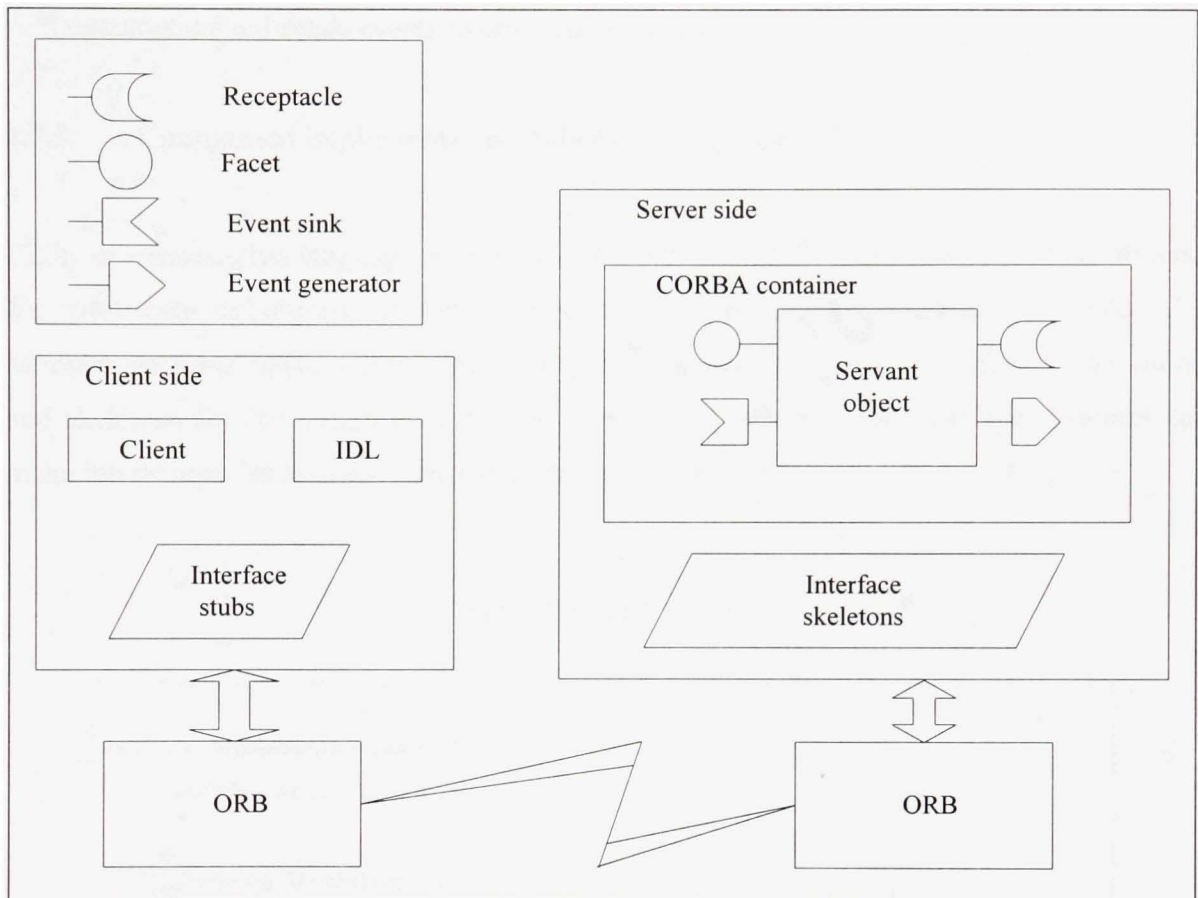 Receptacle
Facet
Event sink
Event generator
Server side
CORBA container
Servant
object
Client side
Client
IDL
Interface
stubs
Interface
skeletons
ORB
ORB